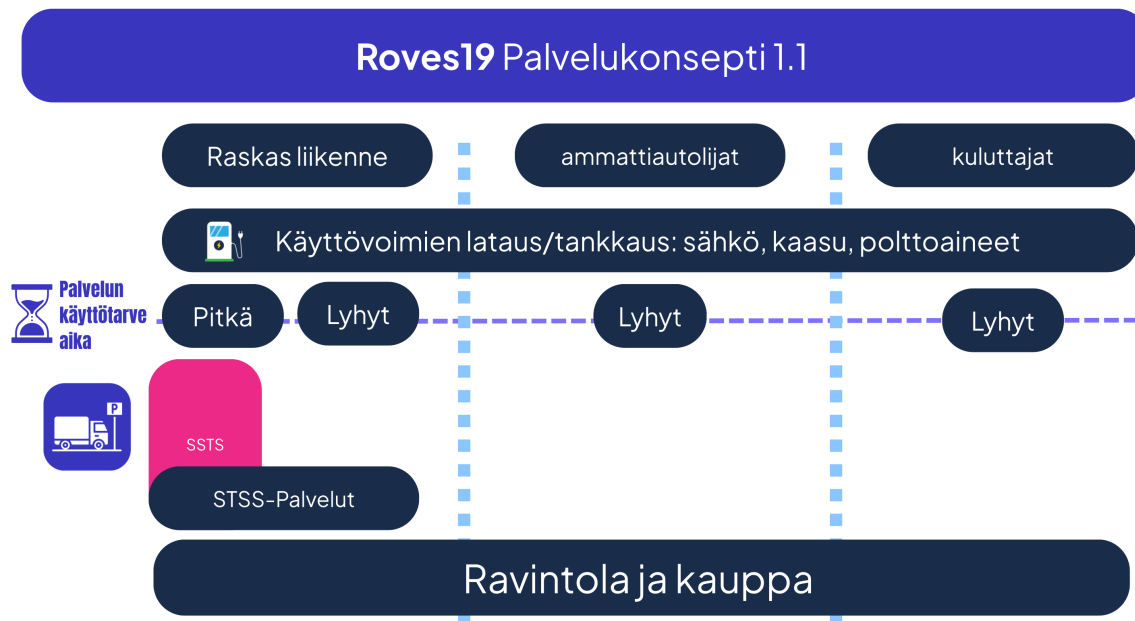 Roves19 Palvelukonsepti 1.1
Raskas liikenne
ammattiautolijat
kuluttajat
Käyttövoimien lataus/tankkaus: sähkö, kaasu, polttoaineet
Palvelun
käyttötarve
aika
Pitkä
Lyhyt
Lyhyt
Lyhyt
P
SSTS
STSS-Palvelut
Ravintola ja kauppa